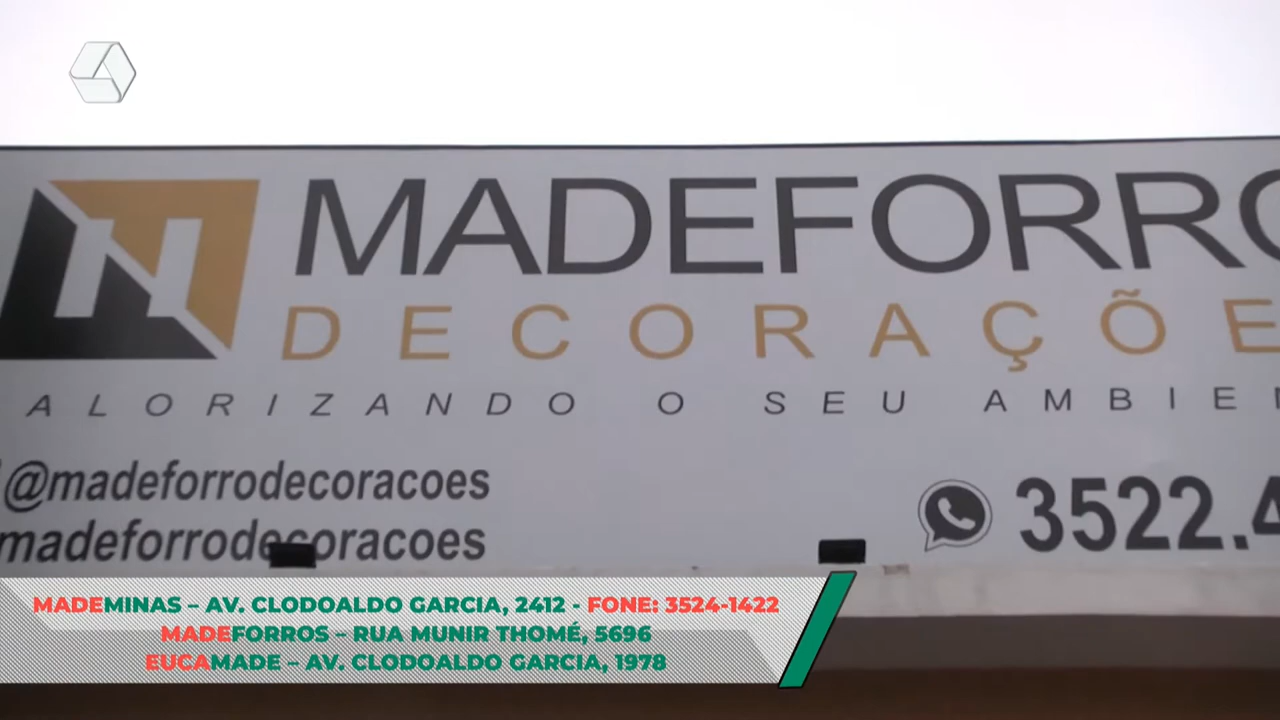 MADEFORRO
DECORAÇÕE
ALORIZANDO O SEU AMBIE
@madeforrodecoracoes
madeforrodecoracoes
3522.4
MADEMINAS – AV. CLODOALDO GARCIA, 2412 - FONE: 3524-1422
MADEFORROS – RUA MUNIR THOMÉ, 5696
EUCAMADE – AV. CLODOALDO GARCIA, 1978